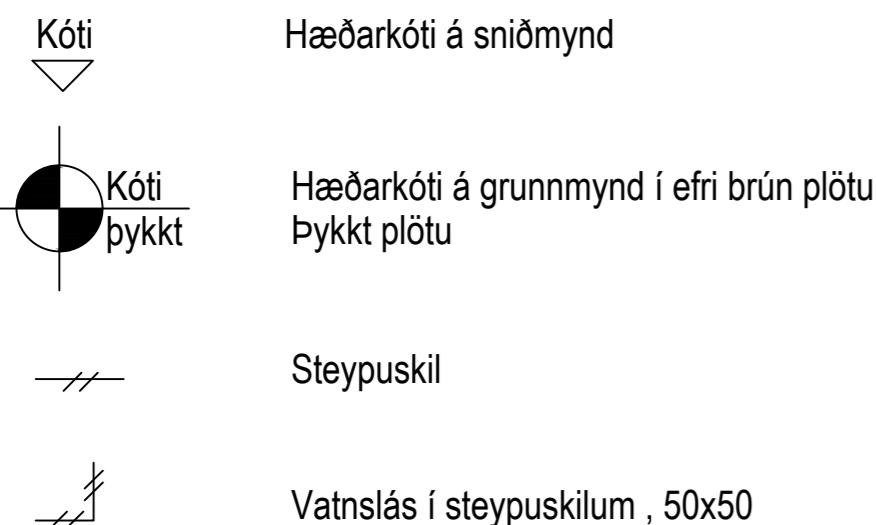 Kóti Hæðarkóti á sniðmynd
Kóti Hæðarkóti á grunnmynd í efri brún plötu
þykkt Þykkt plötu
Steypuskil
Vatnslás í steypuskilum , 50x50